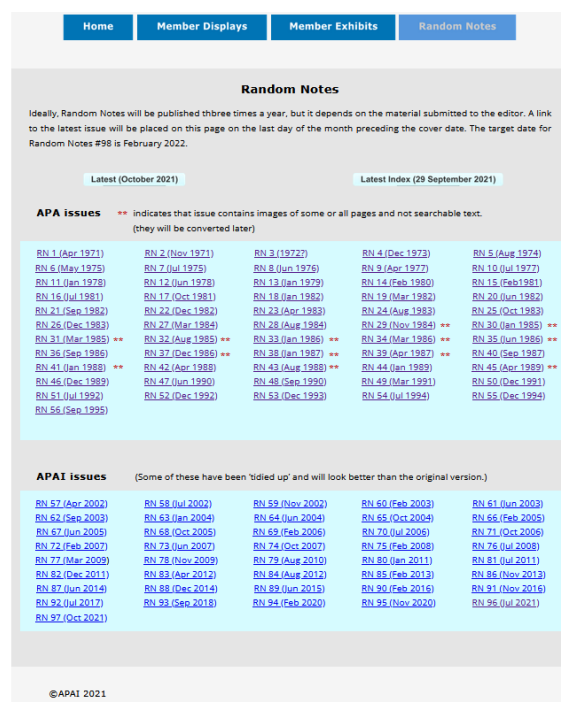 Home Member Displays Member Exhibits Random Notes
Random Notes
Ideally, Random Notes will be published thbree times a year, but it depends on the material submitted to the editor. A link
to the latest issue will be placed on this page on the last day of the month preceding the cover date. The target date for
Random Notes #98 is February 2022.
Latest (October 2021) Latest Index (29 September 2021)
APA issues ** indicates that issue contains images of some or all pages and not searchable text.
(they will be converted later)
RN 1 (Apr 1971) RN 2 (Nov 1971) RN 3 (1972?) RN 4 (Dec 1973) RN 5 (Aug 1974)
RN 6 (May 1975) RN 7 (Jul 1975) RN 8 (Jun 1976) RN 9 (Apr 1977) RN 10 (Jul 1977)
RN 11 (Jan 1978) RN 12 (Jun 1978) RN 13 (Jan 1979) RN 14 (Feb 1980) RN 15 (Feb1981)
RN 16 (Jul 1981) RN 17 (Oct 1981) RN 18 (Jan 1982) RN 19 (Mar 1982) RN 20 (Jun 1982)
RN 21 (Sep 1982) RN 22 (Dec 1982) RN 23 (Apr 1983) RN 24 (Aug 1983) RN 25 (Oct 1983)
RN 26 (Dec 1983) RN 27 (Mar 1984) RN 28 (Aug 1984) RN 29 (Nov 1984) ** RN 30 (Jan 1985) **
RN 31 (Mar 1985) ** RN 32 (Aug 1985) ** RN 33 (Jan 1986) ** RN 34 (Mar 1986) ** RN 35 (Jun 1986) **
RN 36 (Sep 1986) RN 37 (Dec 1986) ** RN 38 (Jan 1987) ** RN 39 (Apr 1987) ** RN 40 (Sep 1987)
RN 41 (Jan 1988) ** RN 42 (Apr 1988) RN 43 (Aug 1988) ** RN 44 (Jan 1989) RN 45 (Apr 1989) **
RN 46 (Dec 1989) RN 47 (Jun 1990) RN 48 (Sep 1990) RN 49 (Mar 1991) RN 50 (Dec 1991)
RN 51 (Jul 1992) RN 52 (Dec 1992) RN 53 (Dec 1993) RN 54 (Jul 1994) RN 55 (Dec 1994)
RN 56 (Sep 1995)
APAI issues (Some of these have been 'tidied up' and will look better than the original version.)
RN 57 (Apr 2002) RN 58 (Jul 2002) RN 59 (Nov 2002) RN 60 (Feb 2003) RN 61 (Jun 2003)
RN 62 (Sep 2003) RN 63 (Jan 2004) RN 64 (Jun 2004) RN 65 (Oct 2004) RN 66 (Feb 2005)
RN 67 (Jun 2005) RN 68 (Oct 2005) RN 69 (Feb 2006) RN 70 (Jul 2006) RN 71 (Oct 2006)
RN 72 (Feb 2007) RN 73 (Jun 2007) RN 74 (Oct 2007) RN 75 (Feb 2008) RN 76 (Jul 2008)
RN 77 (Mar 2009) RN 78 (Nov 2009) RN 79 (Aug 2010) RN 80 (Jan 2011) RN 81 (Jul 2011)
RN 82 (Dec 2011) RN 83 (Apr 2012) RN 84 (Aug 2012) RN 85 (Feb 2013) RN 86 (Nov 2013)
RN 87 (Jun 2014) RN 88 (Dec 2014) RN 89 (Jun 2015) RN 90 (Feb 2016) RN 91 (Nov 2016)
RN 92 (Jul 2017) RN 93 (Sep 2018) RN 94 (Feb 2020) RN 95 (Nov 2020) RN 96 (Jul 2021)
RN 97 (Oct 2021)
©APAI 2021